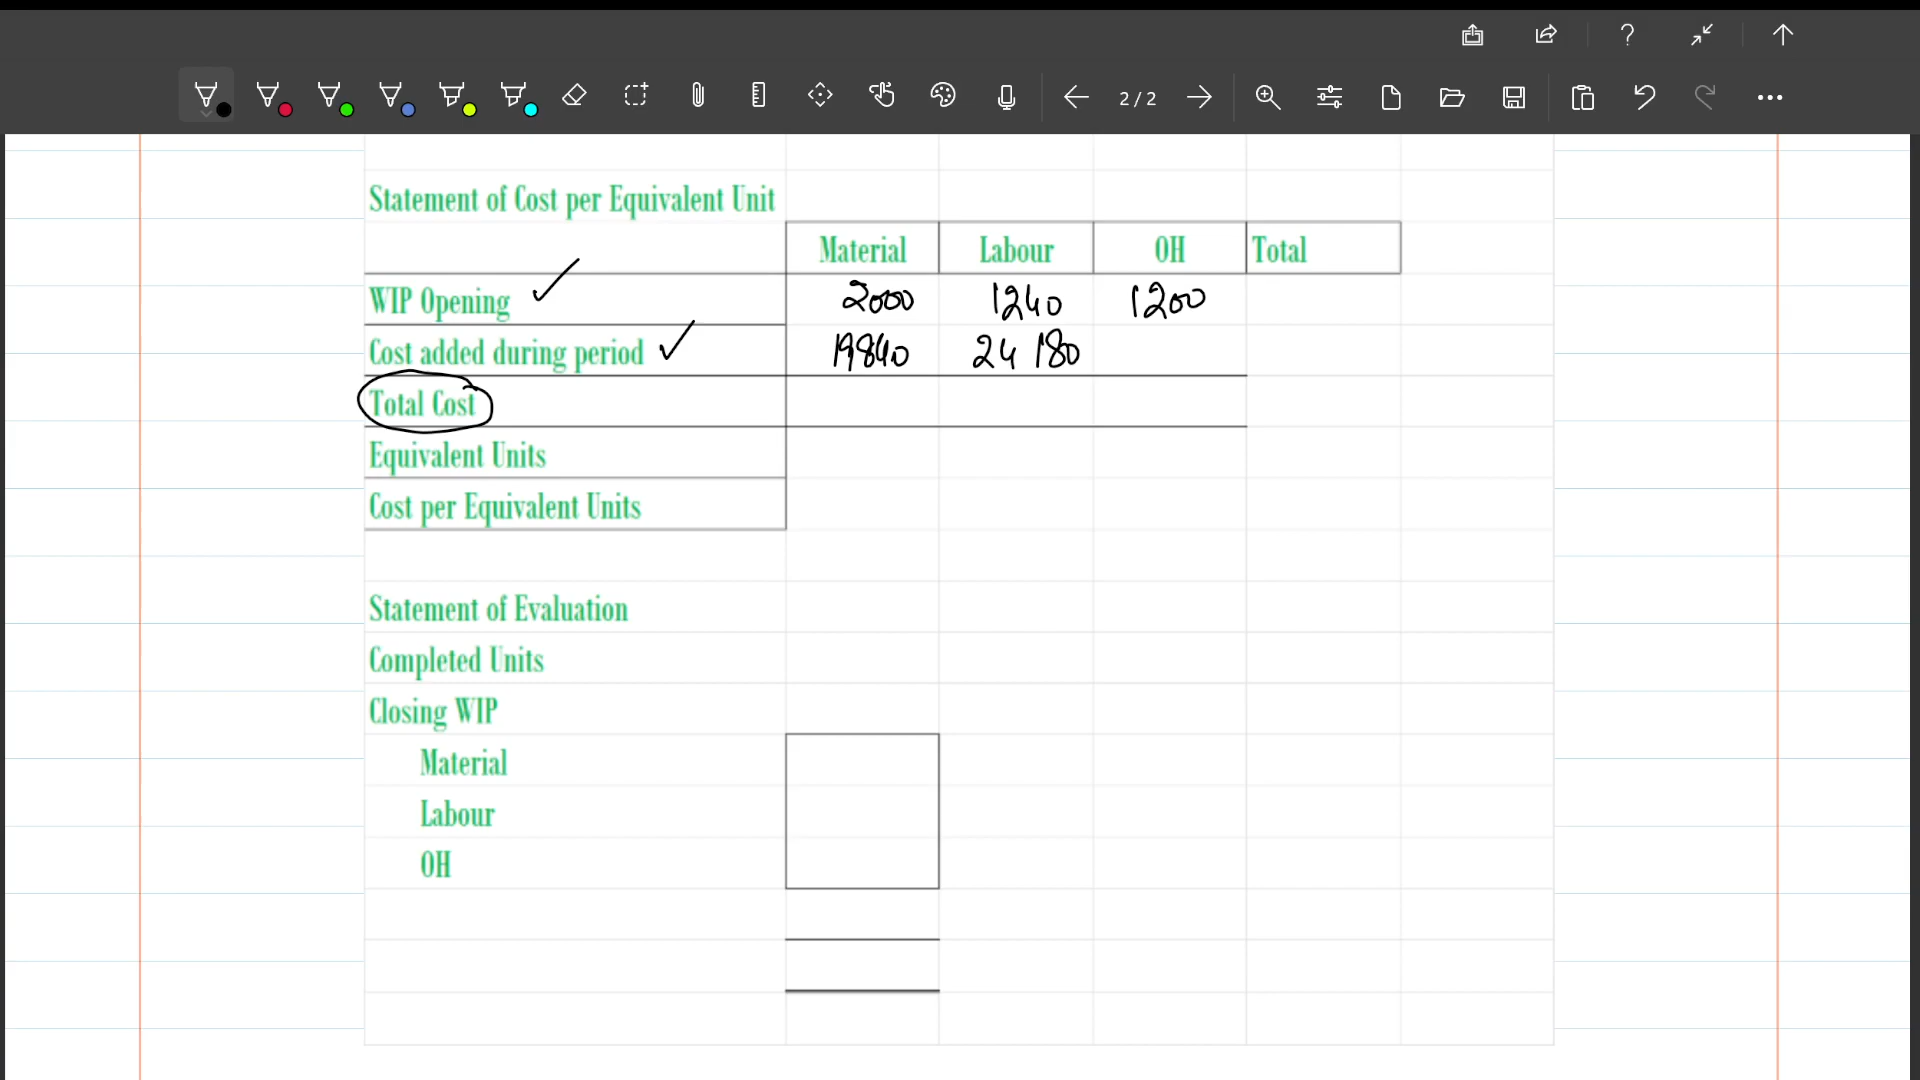 2/2
Statement of Cost per Equivalent Unit
Material Labour OH Total
WIP Opening 2000 1240 1200
Cost added during period 19840 24 180
Total Cost
Equivalent Units
Cost per Equivalent Units
Statement of Evaluation
Completed Units
Closing WIP
Material
Labour
OH